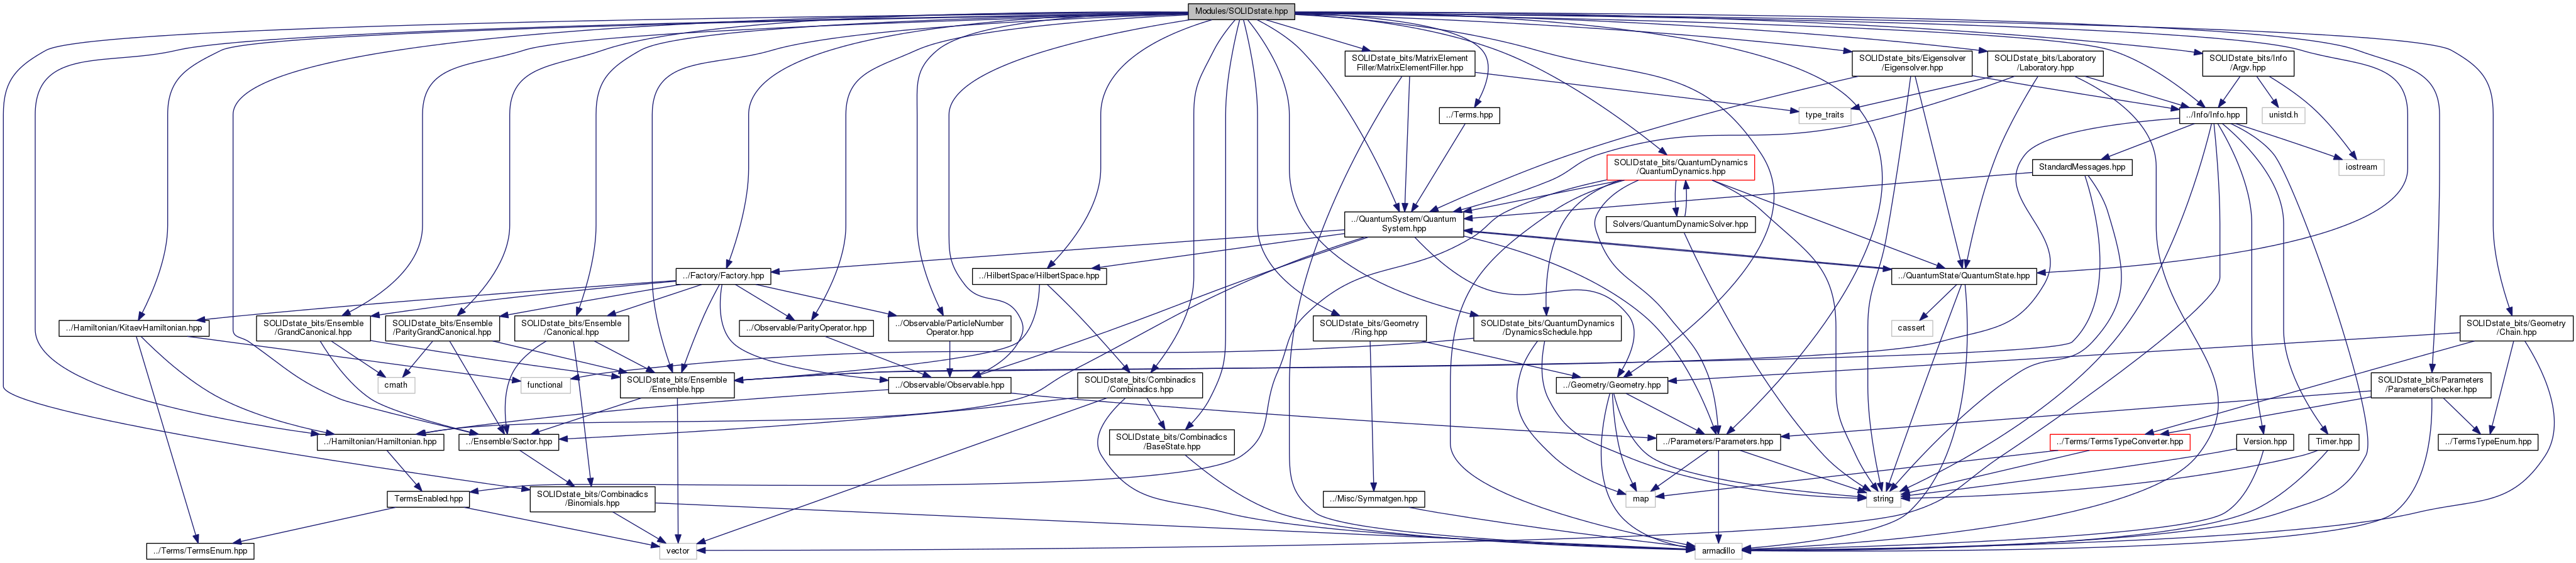 Modules/SOLIDstate.hpp
SOLIDstate_bits/MatrixElement
Filler/MatrixElementFiller.hpp
SOLIDstate_bits/Eigensolver
/Eigensolver.hpp
SOLIDstate_bits/Laboratory
/Laboratory.hpp
SOLIDstate_bits/Info
/Argv.hpp
../Terms.hpp
type_traits
../Info/Info.hpp
unistd.h
SOLIDstate_bits/QuantumDynamics
/QuantumDynamics.hpp
StandardMessages.hpp
iostream
../QuantumSystem/Quantum
System.hpp
Solvers/QuantumDynamicSolver.hpp
../Factory/Factory.hpp
../HilbertSpace/HilbertSpace.hpp
../QuantumState/QuantumState.hpp
../Hamiltonian/KitaevHamiltonian.hpp
SOLIDstate_bits/Ensemble
/GrandCanonical.hpp
SOLIDstate_bits/Ensemble
/ParityGrandCanonical.hpp
SOLIDstate_bits/Ensemble
/Canonical.hpp
../Observable/ParityOperator.hpp
../Observable/ParticleNumber
Operator.hpp
SOLIDstate_bits/Geometry
/Ring.hpp
SOLIDstate_bits/QuantumDynamics
/DynamicsSchedule.hpp
cassert
SOLIDstate_bits/Geometry
/Chain.hpp
cmath
functional
SOLIDstate_bits/Ensemble
/Ensemble.hpp
../Observable/Observable.hpp
SOLIDstate_bits/Combinadics
/Combinadics.hpp
../Geometry/Geometry.hpp
SOLIDstate_bits/Parameters
/ParametersChecker.hpp
../Hamiltonian/Hamiltonian.hpp
../Ensemble/Sector.hpp
SOLIDstate_bits/Combinadics
/BaseState.hpp
../Parameters/Parameters.hpp
../Terms/TermsTypeConverter.hpp
Version.hpp
Timer.hpp
../TermsTypeEnum.hpp
TermsEnabled.hpp
SOLIDstate_bits/Combinadics
/Binomials.hpp
../Misc/Symmatgen.hpp
map
string
../Terms/TermsEnum.hpp
vector
armadillo